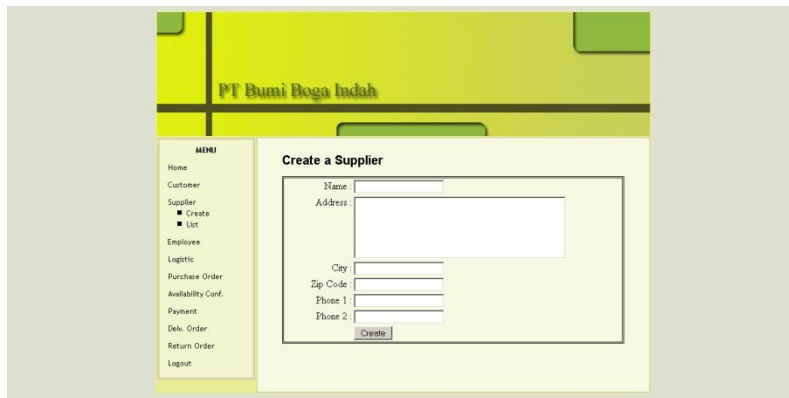 PT Bumi Boga Indah
MENU
Home
Customer
Supplier
Create
List
Employee
Logistic
Purchase Order
Availability Conf.
Payment
Delv. Order
Return Order
Logout
Create a Supplier
Name :
Address :
City :
Zip Code :
Phone 1 :
Phone 2 :
Create